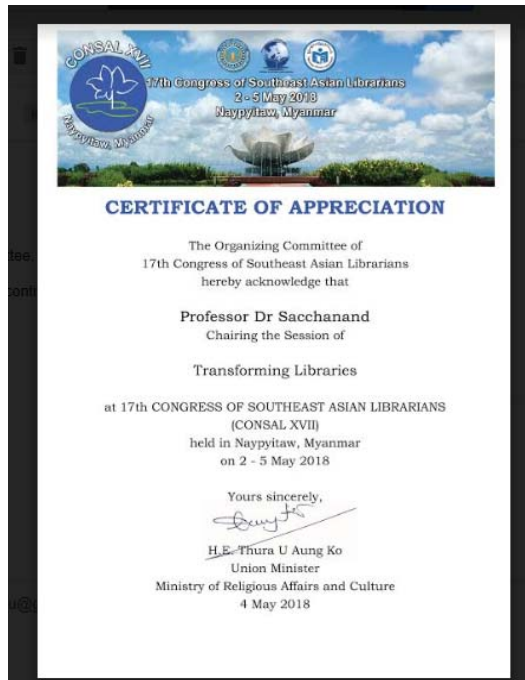 CONSAL XVII
Naypyitaw, Myanmar
17th Congress of Southeast Asian Librarians
2 - 5 May 2018
Naypyitaw, Myanmar
CERTIFICATE OF APPRECIATION
The Organizing Committee of
17th Congress of Southeast Asian Librarians
hereby acknowledge that
Professor Dr Sacchanand
Chairing the Session of
Transforming Libraries
at 17th CONGRESS OF SOUTHEAST ASIAN LIBRARIANS
(CONSAL XVII)
held in Naypyitaw, Myanmar
on 2 - 5 May 2018
Yours sincerely,
H.E. Thura U Aung Ko
Union Minister
Ministry of Religious Affairs and Culture
4 May 2018